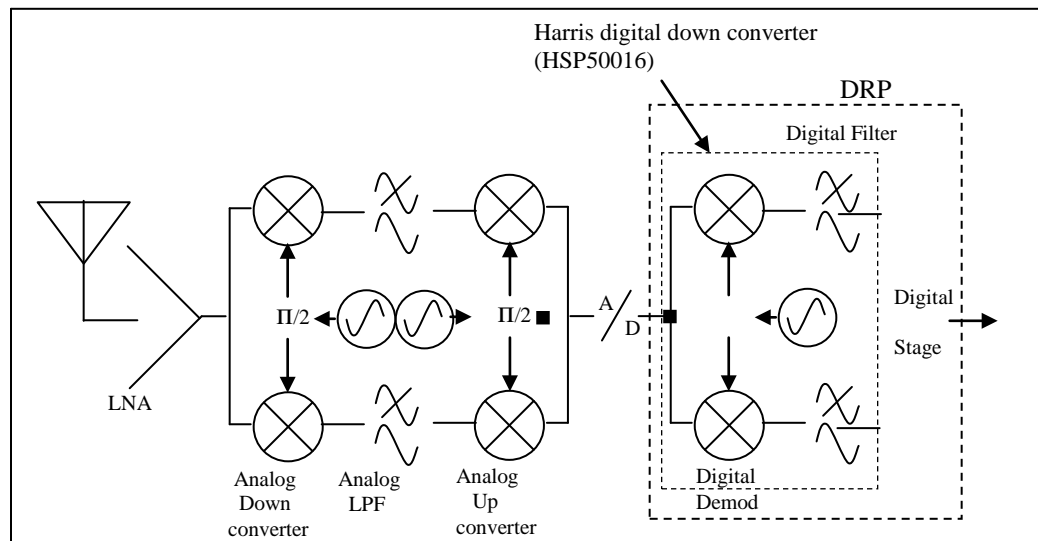 Harris digital down converter
(HSP50016)
DRP
Digital Filter
Π/2
Π/2
A
D
Digital
Stage
LNA
Analog
Down
converter
Analog
LPF
Analog
Up
converter
Digital
Demod